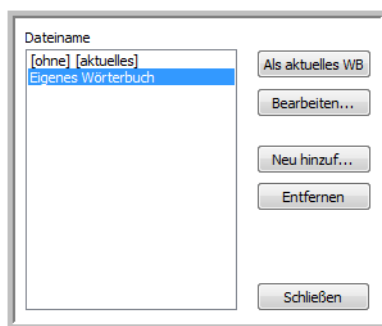 Dateiname
[ohne] [aktuelles]
Eigenes Wörterbuch
Als aktuelles WB
Bearbeiten...
Neu hinzuf...
Entfernen
Schließen